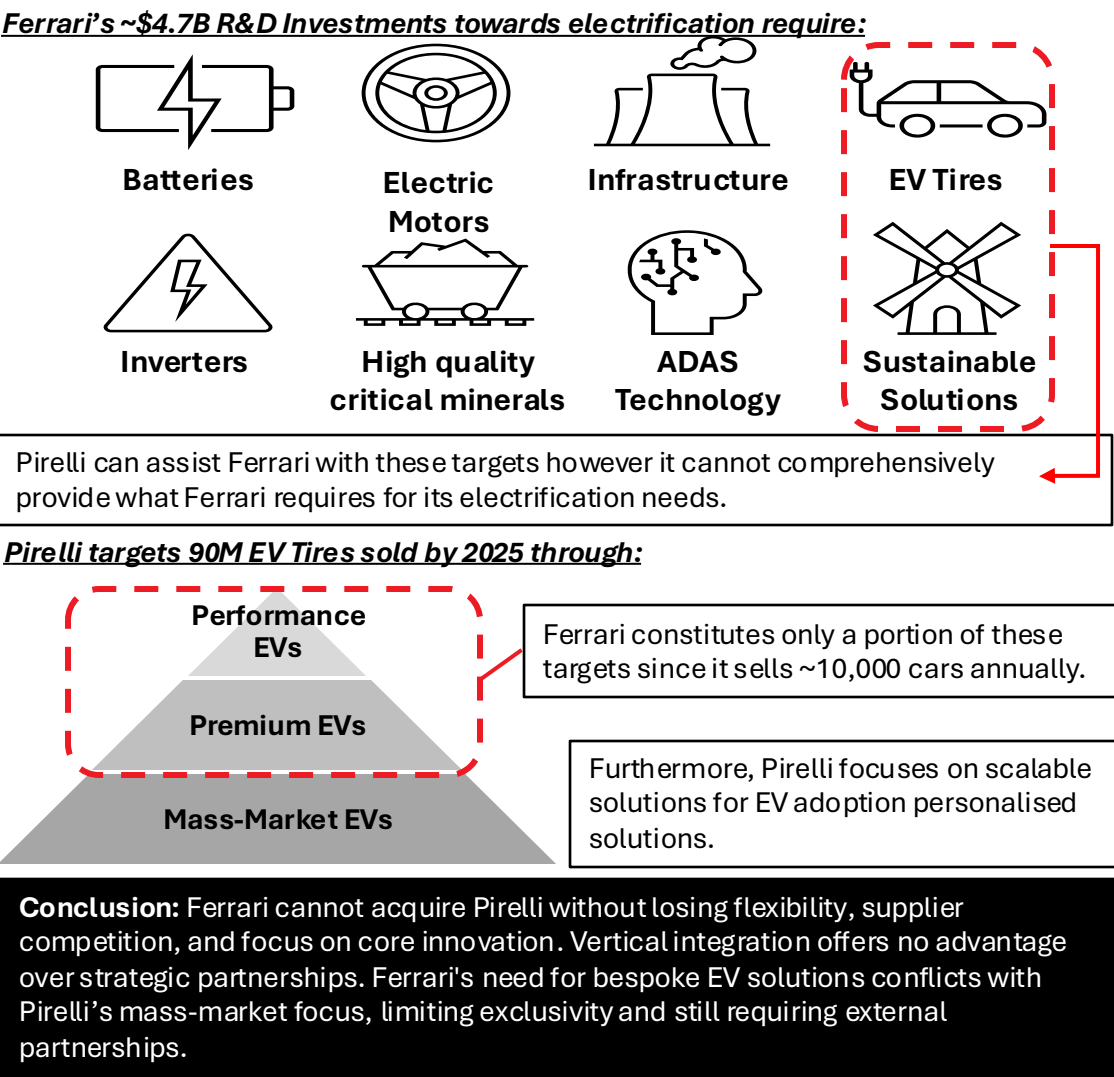 Ferrari's ~$4.7B R&D Investments towards electrification require:
Batteries
Electric
Motors
Infrastructure
EV Tires
Inverters
High quality
critical minerals
ADAS
Technology
Sustainable
Solutions
Pirelli can assist Ferrari with these targets however it cannot comprehensively
provide what Ferrari requires for its electrification needs.
Pirelli targets 90M EV Tires sold by 2025 through:
Performance
EVs
Premium EVs
Mass-Market EVs
Ferrari constitutes only a portion of these
targets since it sells ~10,000 cars annually.
Furthermore, Pirelli focuses on scalable
solutions for EV adoption personalised
solutions.
Conclusion: Ferrari cannot acquire Pirelli without losing flexibility, supplier
competition, and focus on core innovation. Vertical integration offers no advantage
over strategic partnerships. Ferrari's need for bespoke EV solutions conflicts with
Pirelli's mass-market focus, limiting exclusivity and still requiring external
partnerships.